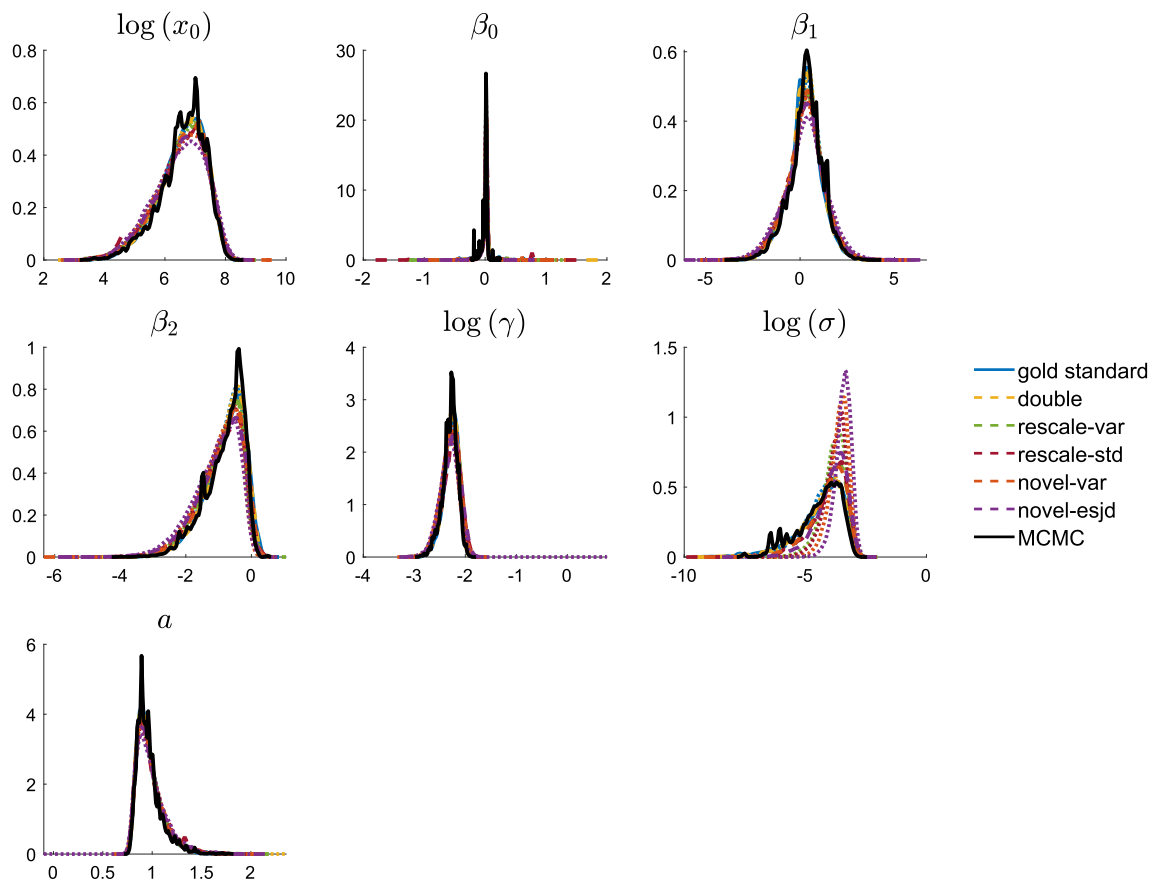 log (x₀)
0.8
0.6
0.4
0.2
0
2 4 6 8 10
β₀
30
20
10
0
-2 -1 0 1 2
β₁
0.6
0.4
0.2
0
-5 0 5
β₂
1
0.8
0.6
0.4
0.2
0
-6 -4 -2 0
log (γ)
4
3
2
1
0
-4 -3 -2 -1 0
log (σ)
1.5
1
0.5
0
-10 -5 0
gold standard
double
rescale-var
rescale-std
novel-var
novel-esjd
MCMC
a
6
4
2
0
0 0.5 1 1.5 2